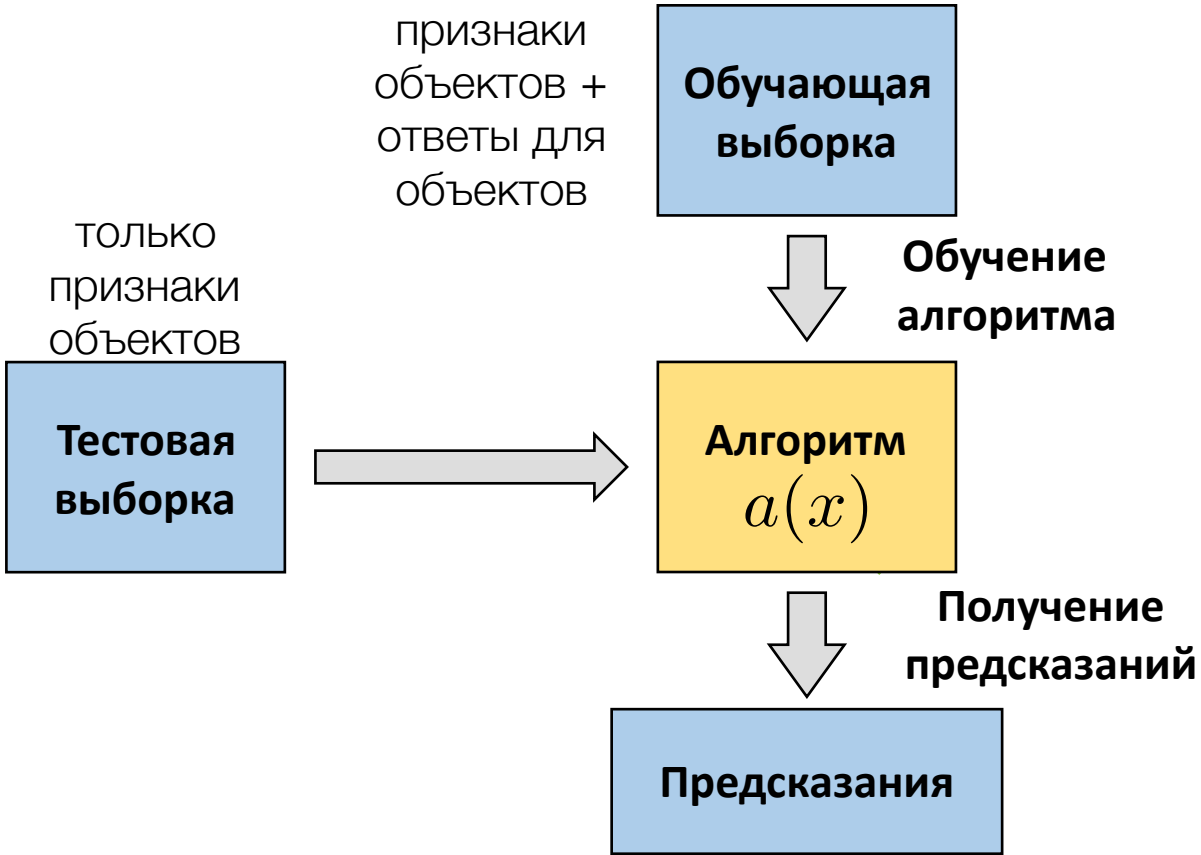 признаки
объектов +
ответы для
объектов
Обучающая
выборка
только
признаки
объектов
Обучение
алгоритма
Тестовая
выборка
Алгоритм
a(x)
Получение
предсказаний
Предсказания